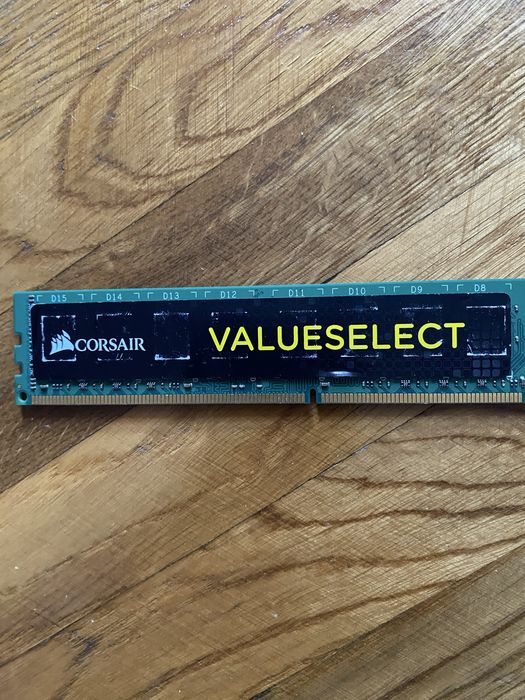 D15 D14 D13 D12 D11 D10 D9 D8
CORSAIR
VALUESELECT